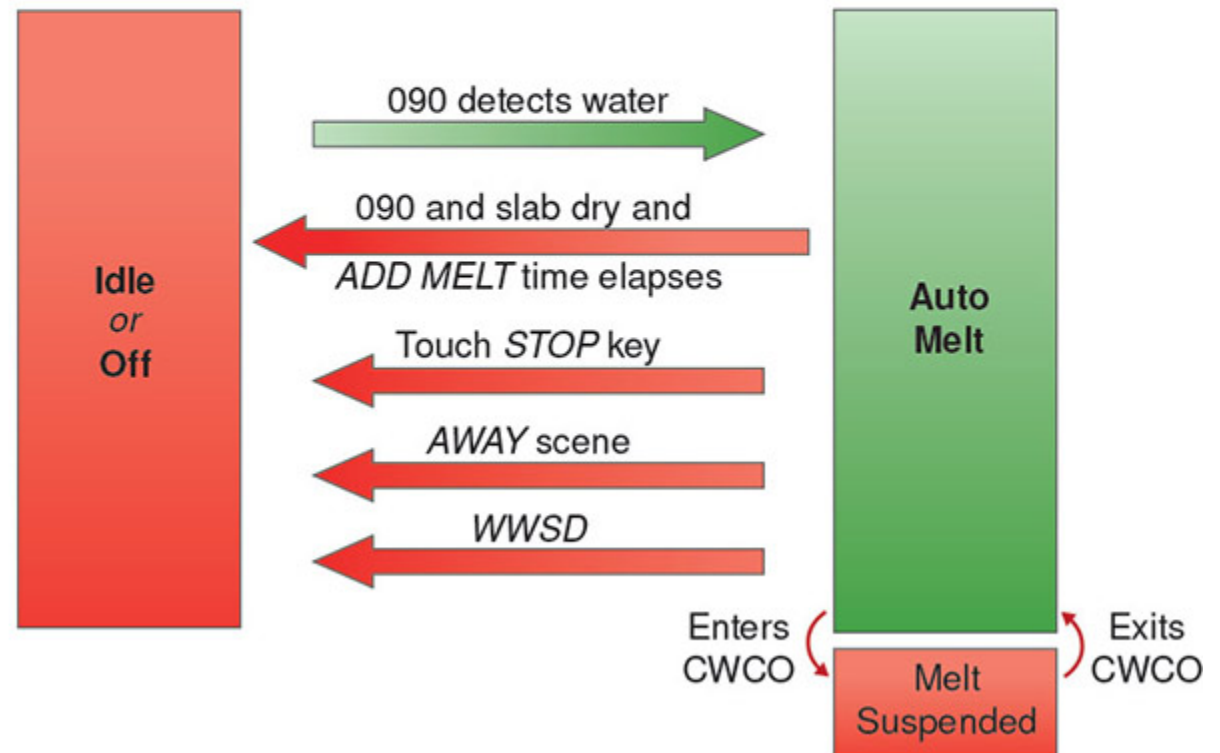 090 detects water
090 and slab dry and
ADD MELT time elapses
Idle
or
Off
Auto
Melt
Touch STOP key
AWAY scene
WWSD
Enters
CWCO
Exits
CWCO
Melt
Suspended